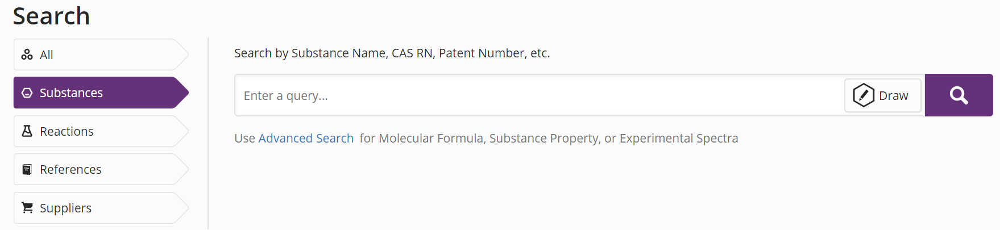 Search
All
Substances
Reactions
References
Suppliers
Search by Substance Name, CAS RN, Patent Number, etc.
Enter a query...
Draw
Use Advanced Search for Molecular Formula, Substance Property, or Experimental Spectra